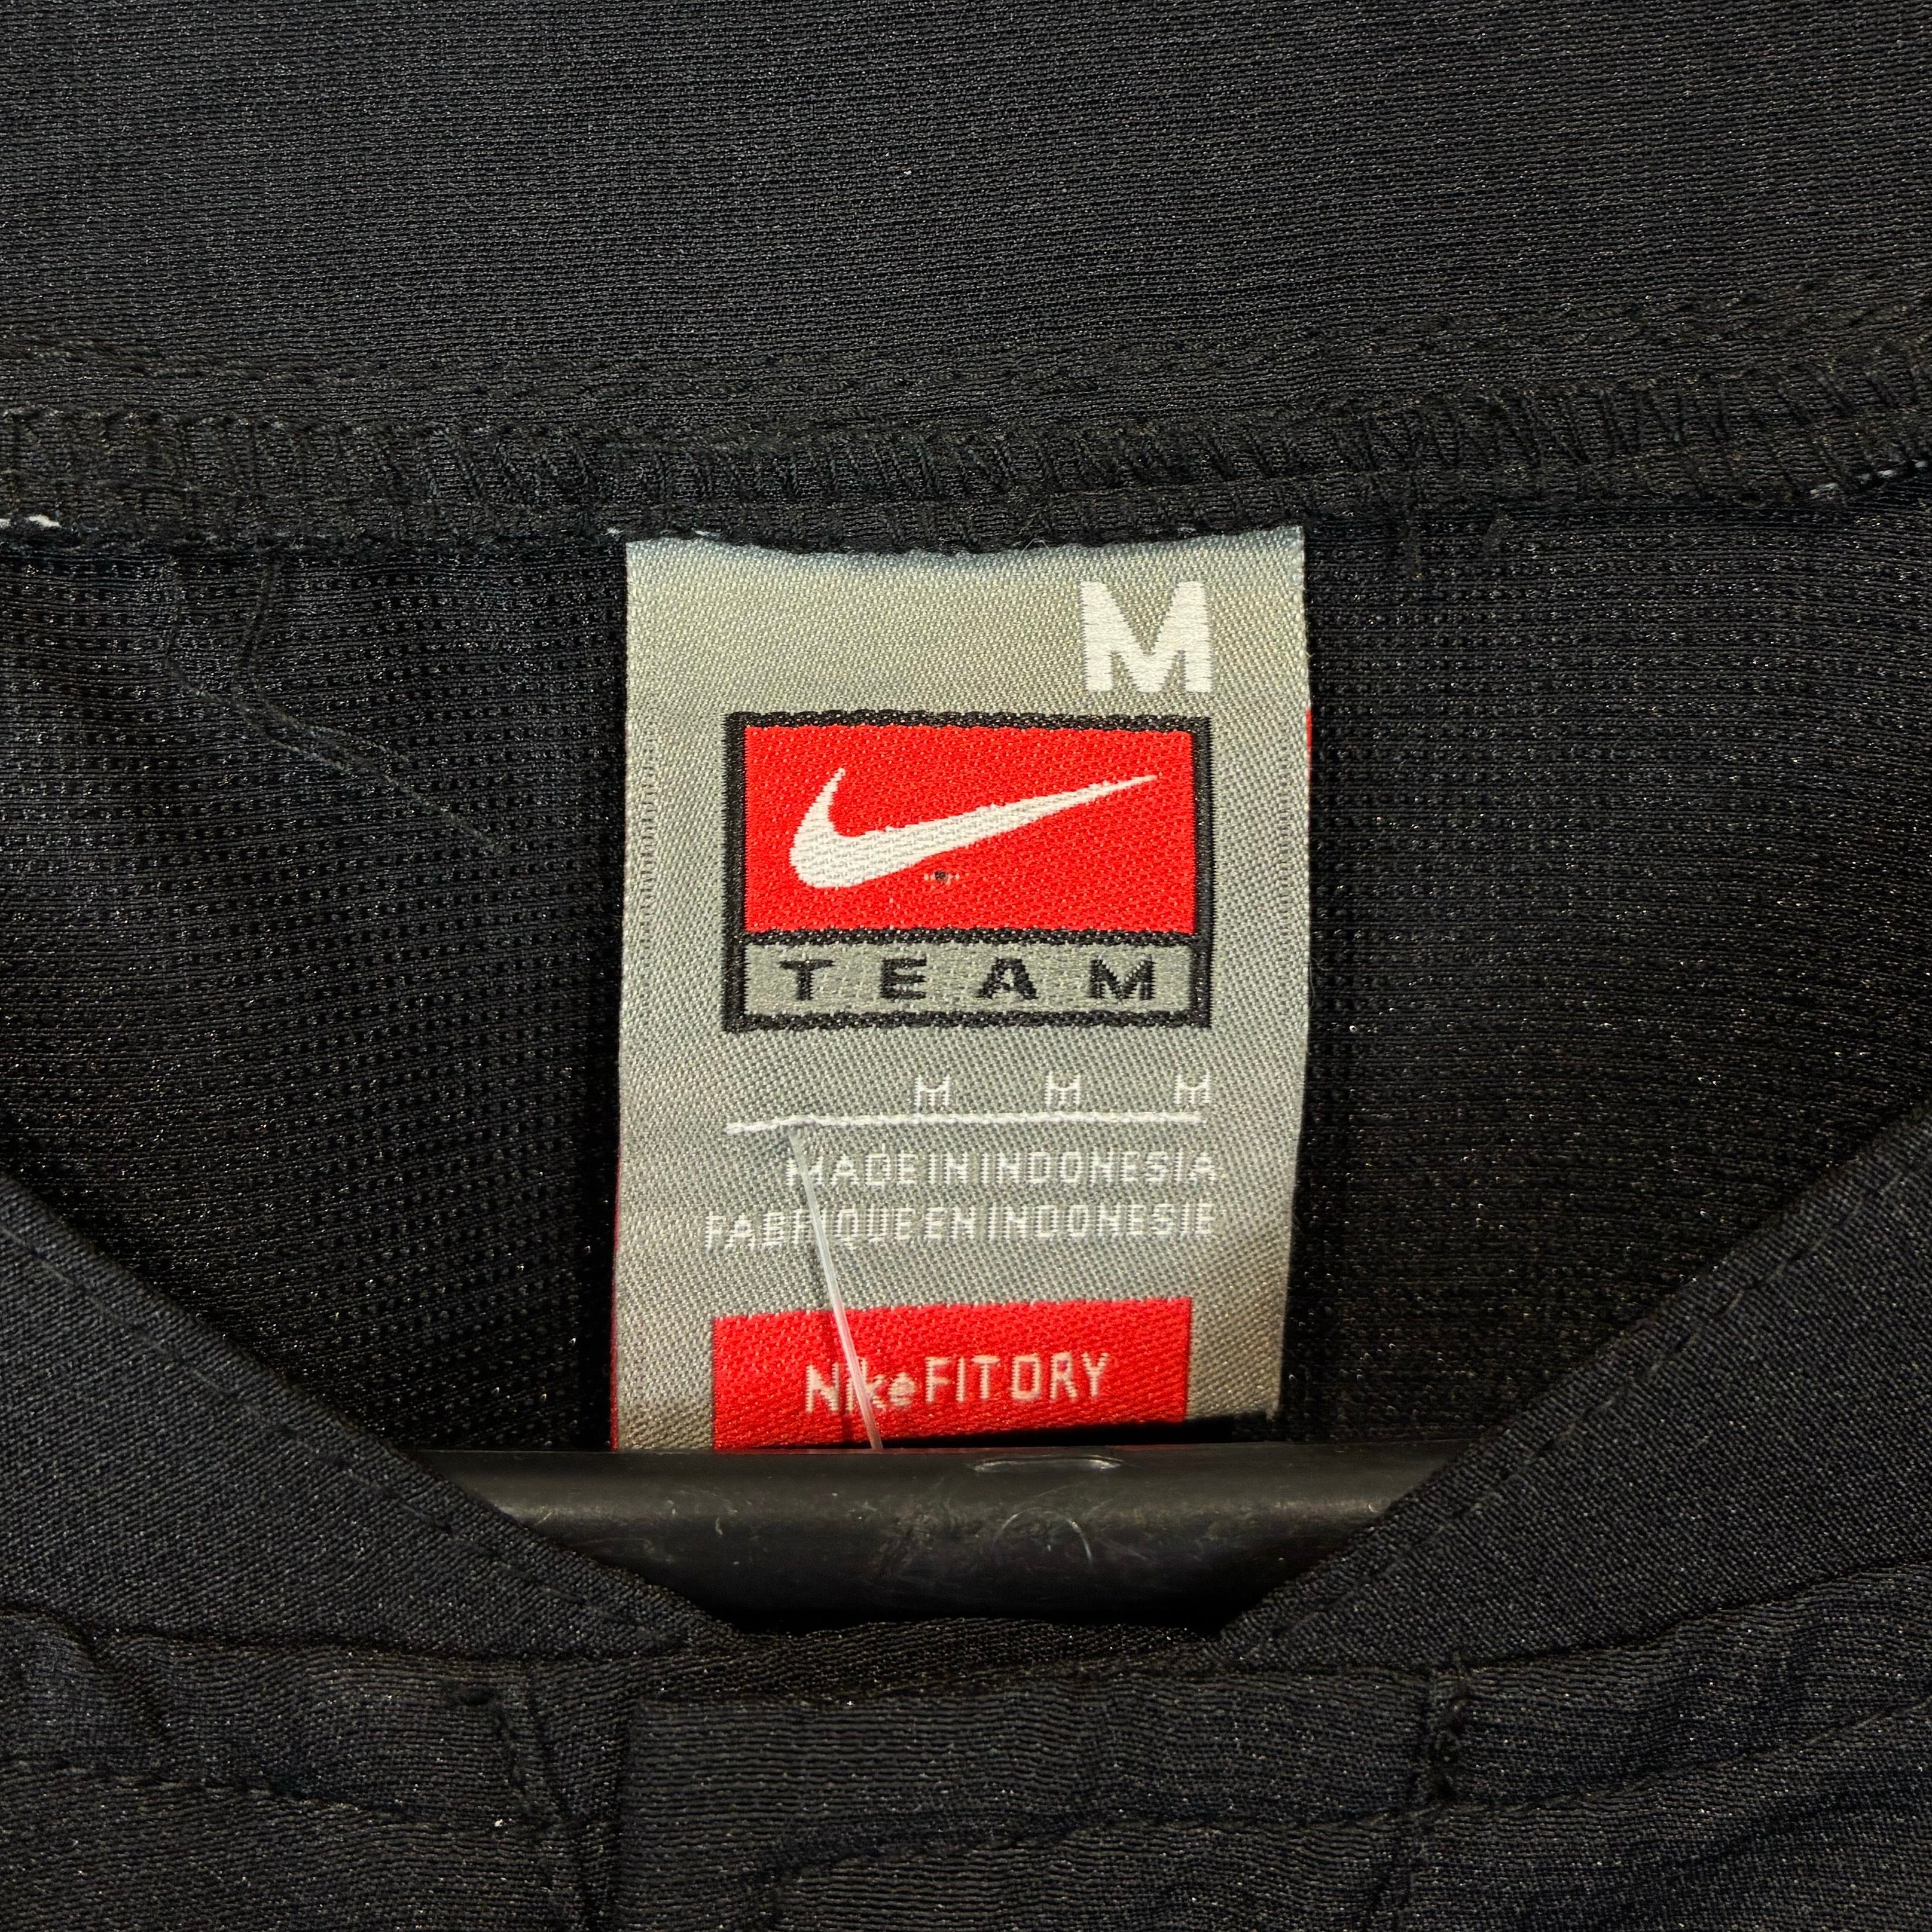 M
TEAM
M M M
MADE IN INDONESIA
FABRIQUE EN INDONESIE
Nike FIT DRY